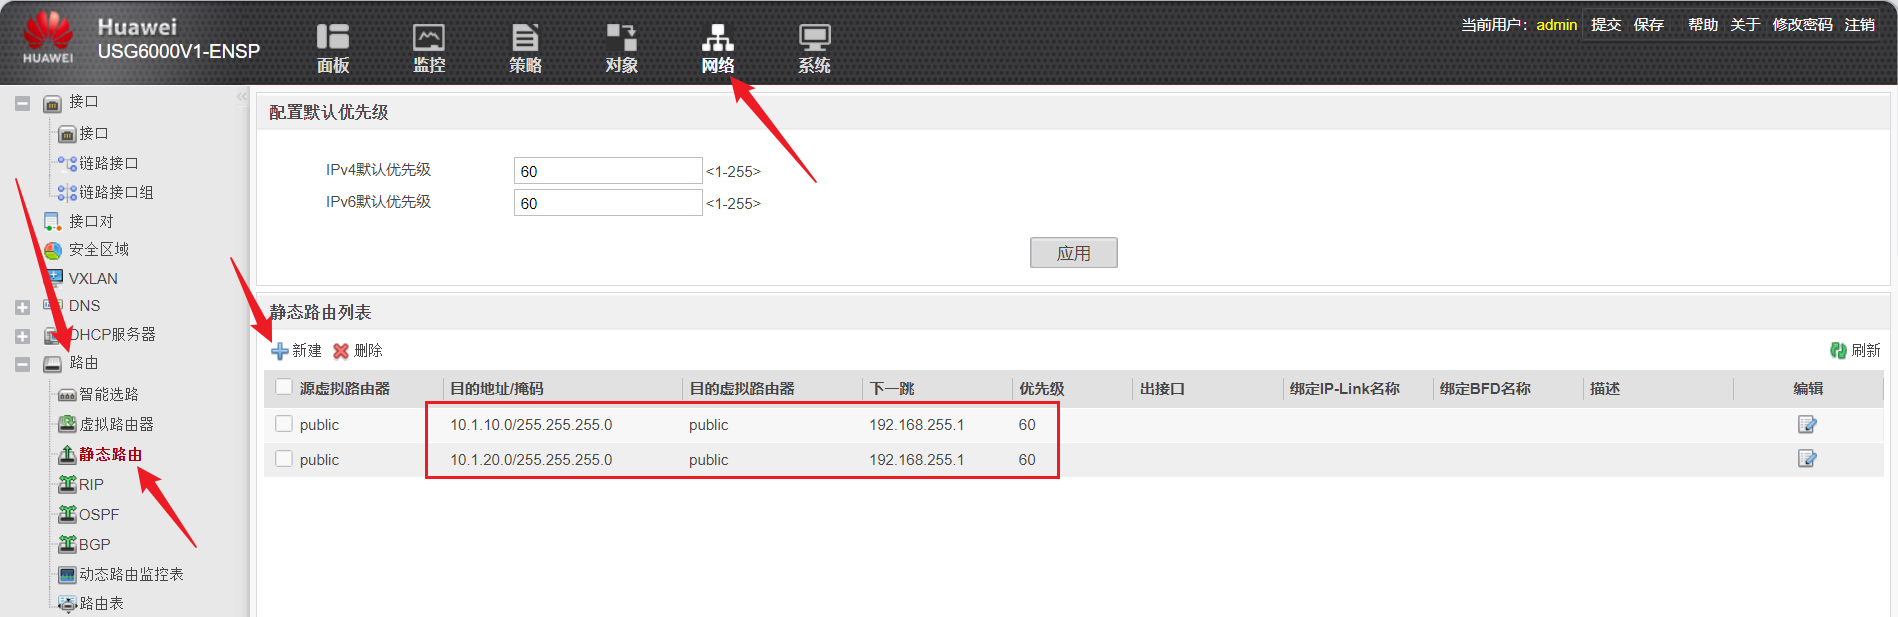 HUAWEI
Huawei
USG6000V1-ENSP
面板
监控
策略
对象
网络
系统
当前用户： admin 提交 保存 帮助 关于 修改密码 注销
接口
接口
链路接口
链路接口组
接口对
安全区域
VXLAN
DNS
DHCP服务器
路由
智能选路
虚拟路由器
静态路由
RIP
OSPF
BGP
动态路由监控表
路由表
配置默认优先级
IPv4默认优先级 60 <1-255>
IPv6默认优先级 60 <1-255>
应用
静态路由列表
新建 删除 刷新
源虚拟路由器 目的地址/掩码 目的虚拟路由器 下一跳 优先级 出接口 绑定IP-Link名称 绑定BFD名称 描述 编辑
public 10.1.10.0/255.255.255.0 public 192.168.255.1 60
public 10.1.20.0/255.255.255.0 public 192.168.255.1 60